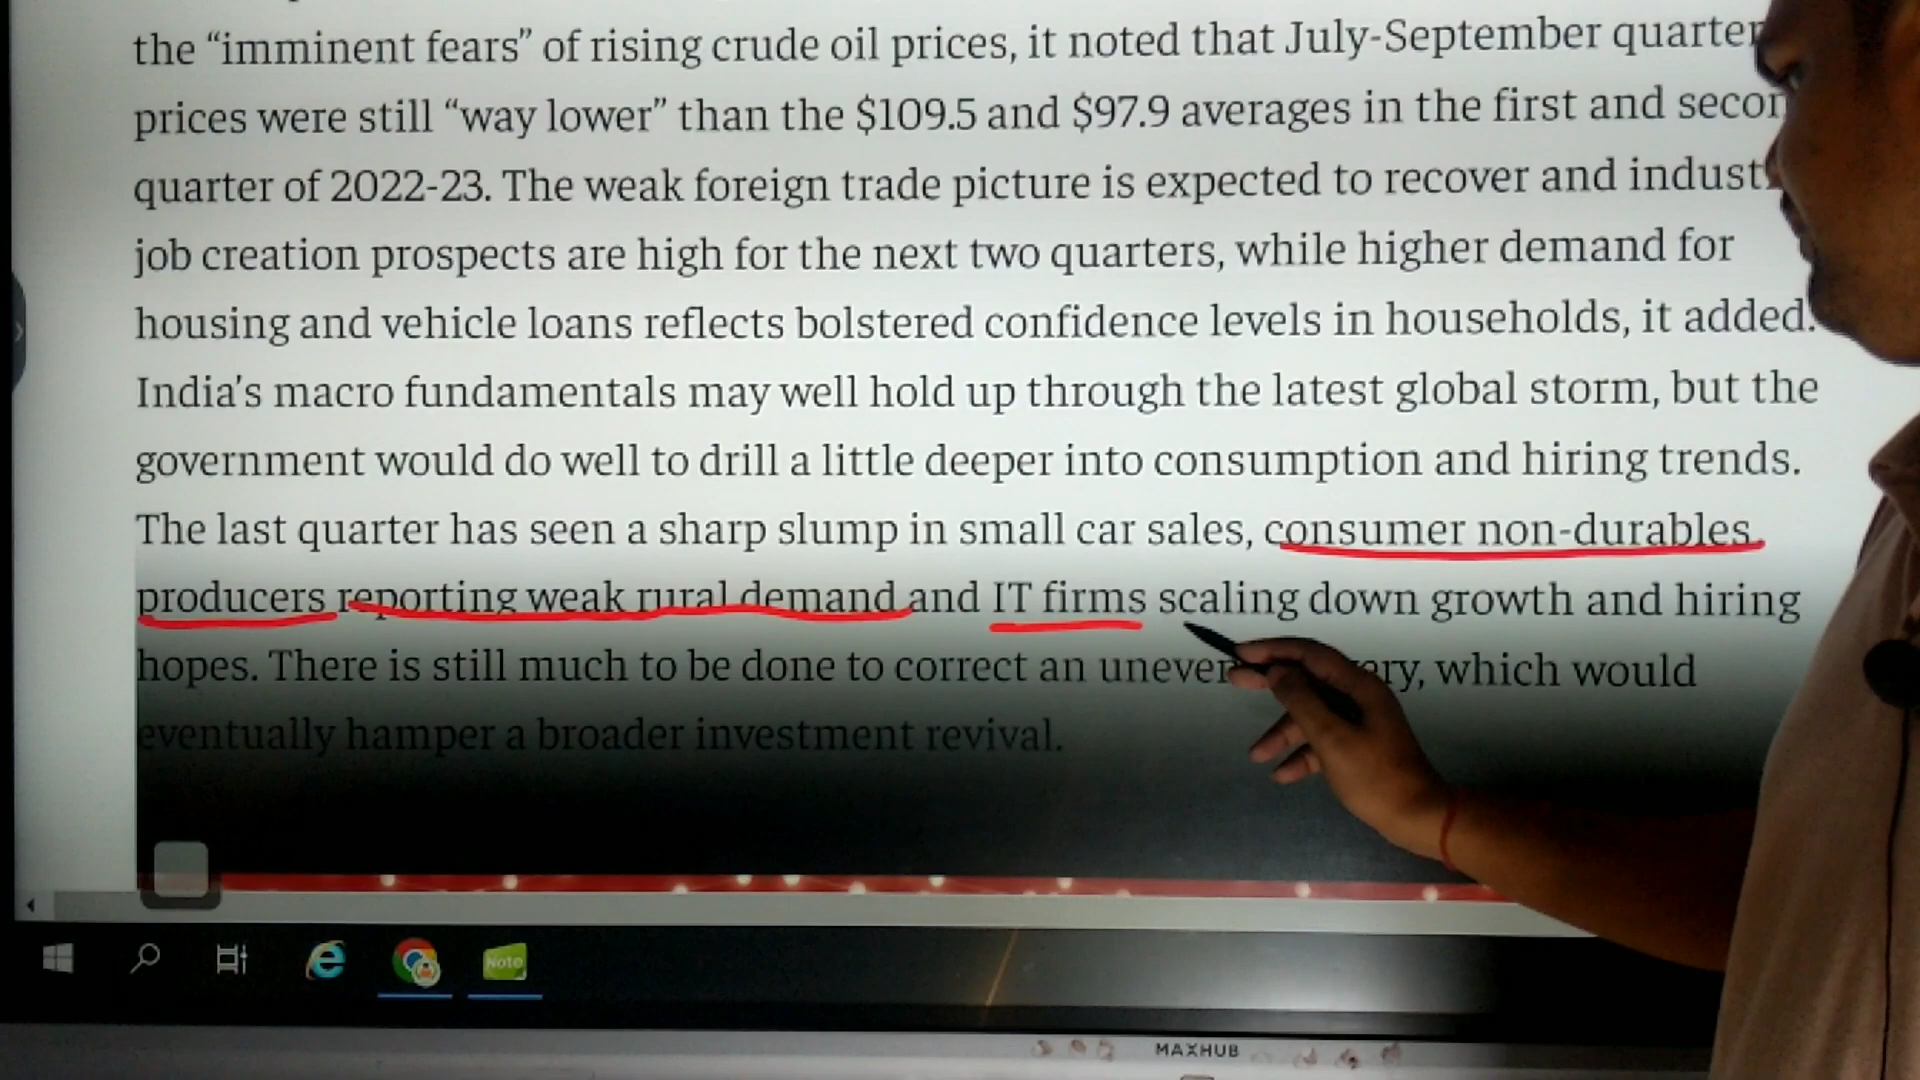 the “imminent fears” of rising crude oil prices, it noted that July-September quarter
prices were still “way lower” than the $109.5 and $97.9 averages in the first and
quarter of 2022-23. The weak foreign trade picture is expected to recover and
job creation prospects are high for the next two quarters, while higher demand for
housing and vehicle loans reflects bolstered confidence levels in households, it added.
India’s macro fundamentals may well hold up through the latest global storm, but the
government would do well to drill a little deeper into consumption and hiring trends.
The last quarter has seen a sharp slump in small car sales, consumer non-durables
producers reporting weak rural demand and IT firms scaling down growth and hiring
hopes. There is still much to be done to correct an uneven which would
eventually hamper a broader investment revival.
Note
MAXHUB